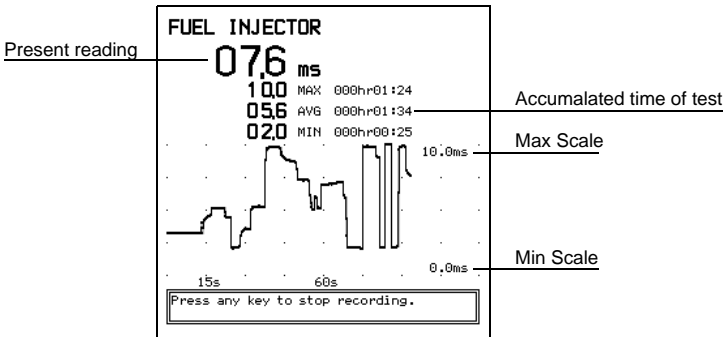 FUEL INJECTOR
Present reading
07.6 ms
10.0 MAX 000hr01:24
05.6 AVG 000hr01:34
Accumalated time of test
02.0 MIN 000hr00:25
Max Scale
10.0ms
Min Scale
0.0ms
15s 60s
Press any key to stop recording.